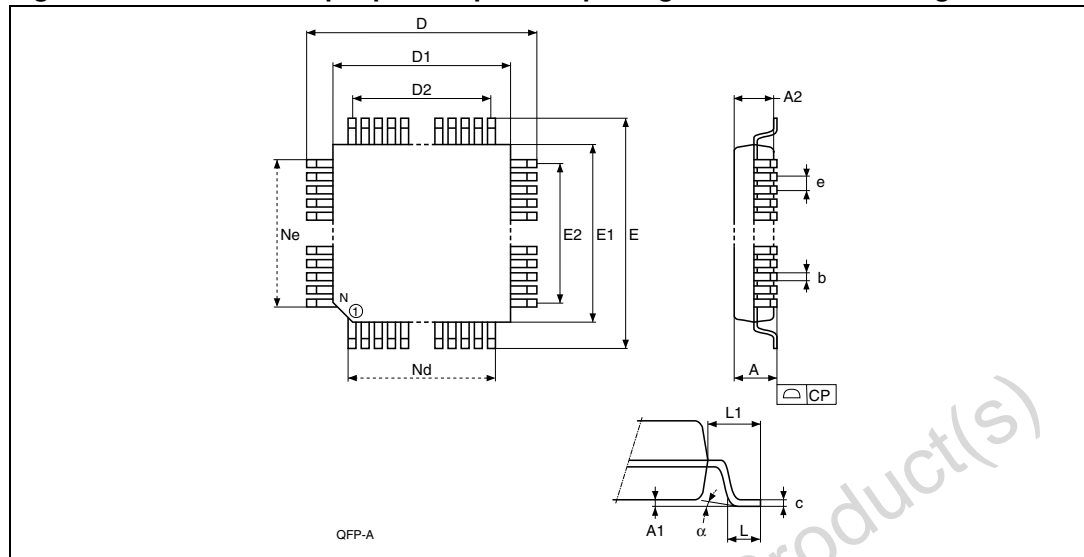 D
D1
D2
A2
e
Ne
E2
E1
E
b
N
1
Nd
A
CP
L1
c
A1
α
L
QFP-A
roduct(s)